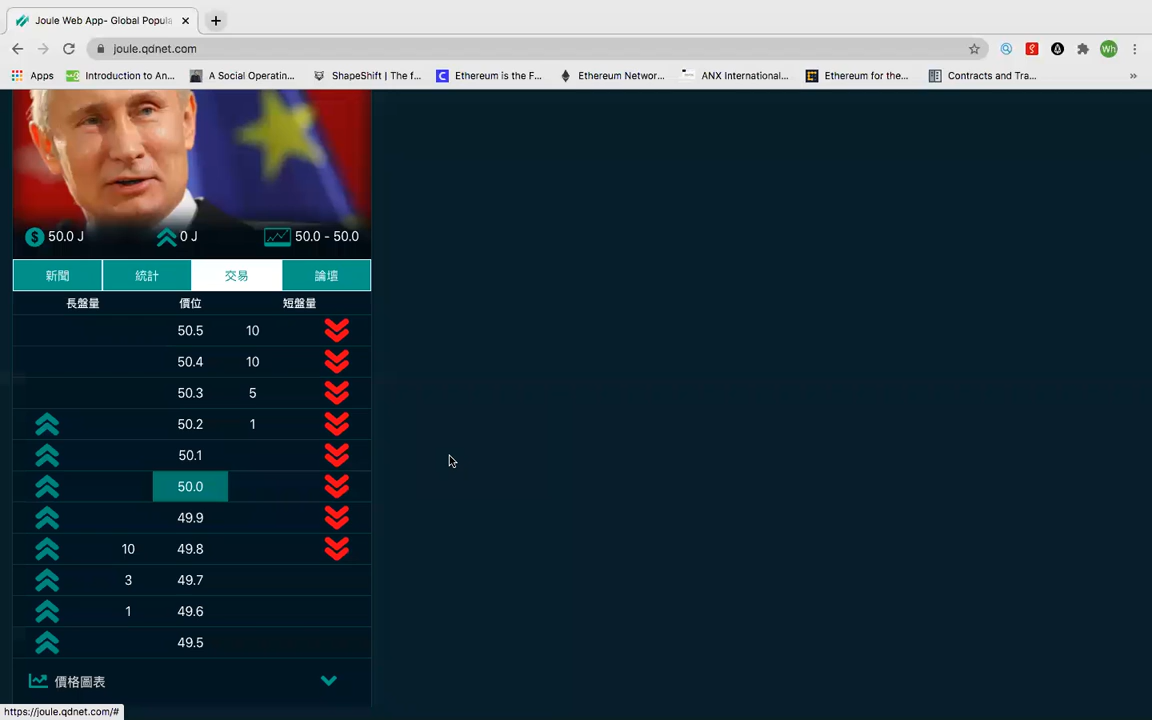 Joule Web App- Global Popula
joule.qdnet.com
Wh
Apps Introduction to An... A Social Operatin... ShapeShift | The f... Ethereum is the F... Ethereum Networ... ANX International... Ethereum for the... Contracts and Tra... »
$ 50.0 J 0 J 50.0 - 50.0
新聞 統計 交易 論壇
長盤量 價位 短盤量
50.5 10
50.4 10
50.3 5
50.2 1
50.1
50.0
49.9
10 49.8
3 49.7
1 49.6
49.5
價格圖表
https://joule.qdnet.com/#